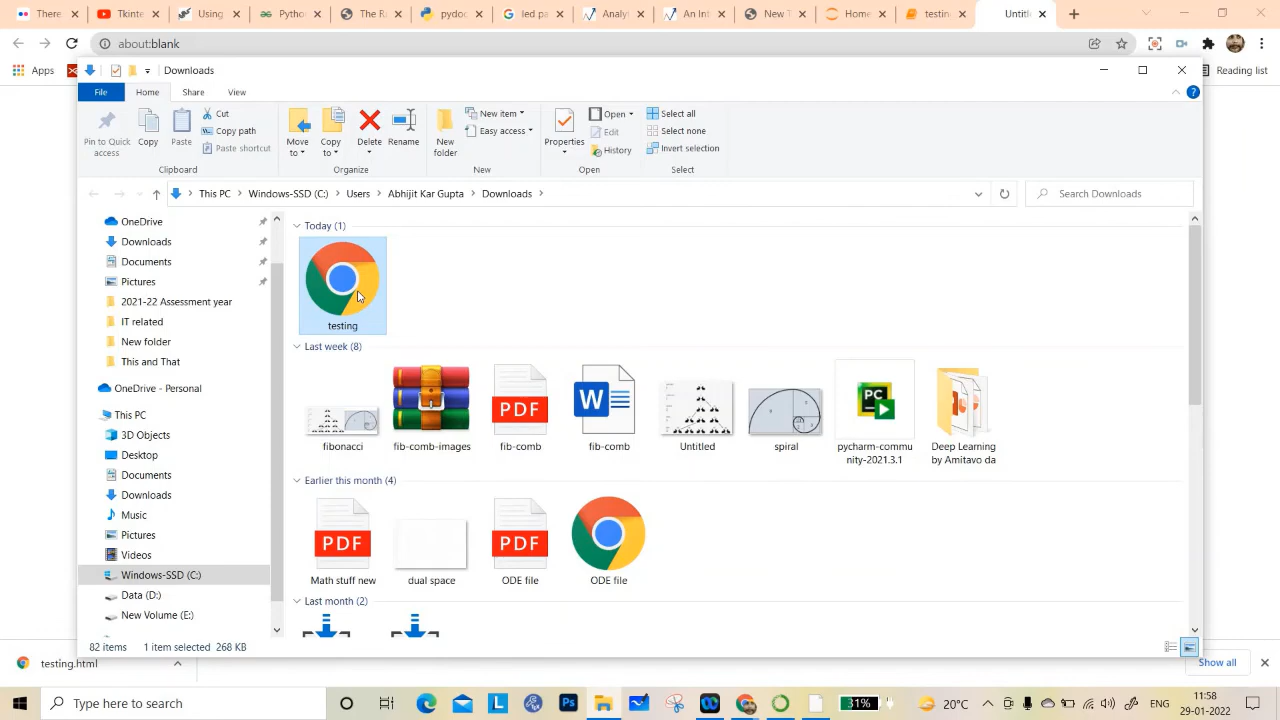 There
Tkinte
Using
Pytho
The R
pydoc
led pa
Analy
An Int
New T
Home
testin
Untitl
about:blank
Apps
Reading list
Downloads
File
Home
Share
View
Pin to Quick access
Copy
Paste
Cut
Copy path
Paste shortcut
Clipboard
Move to
Copy to
Delete
Rename
Organize
New folder
New item
Easy access
New
Properties
Open
Edit
History
Open
Select all
Select none
Invert selection
Select
This PC > Windows-SSD (C:) > Users > Abhijit Kar Gupta > Downloads >
Search Downloads
OneDrive
Downloads
Documents
Pictures
2021-22 Assessment year
IT related
New folder
This and That
OneDrive - Personal
This PC
3D Objects
Desktop
Documents
Downloads
Music
Pictures
Videos
Windows-SSD (C:)
Data (D:)
New Volume (E:)
Today (1)
testing
Last week (8)
fibonacci
fib-comb-images
PDF
fib-comb
W
fib-comb
Untitled
spiral
PC
pycharm-commu
nity-2021.3.1
Deep Learning
by Amitavo da
Earlier this month (4)
PDF
Math stuff new
dual space
PDF
ODE file
ODE file
Last month (2)
82 items
1 item selected 268 KB
testing.html
Show all
Type here to search
L
Ps
31%
20°C
11:58
29-01-2022